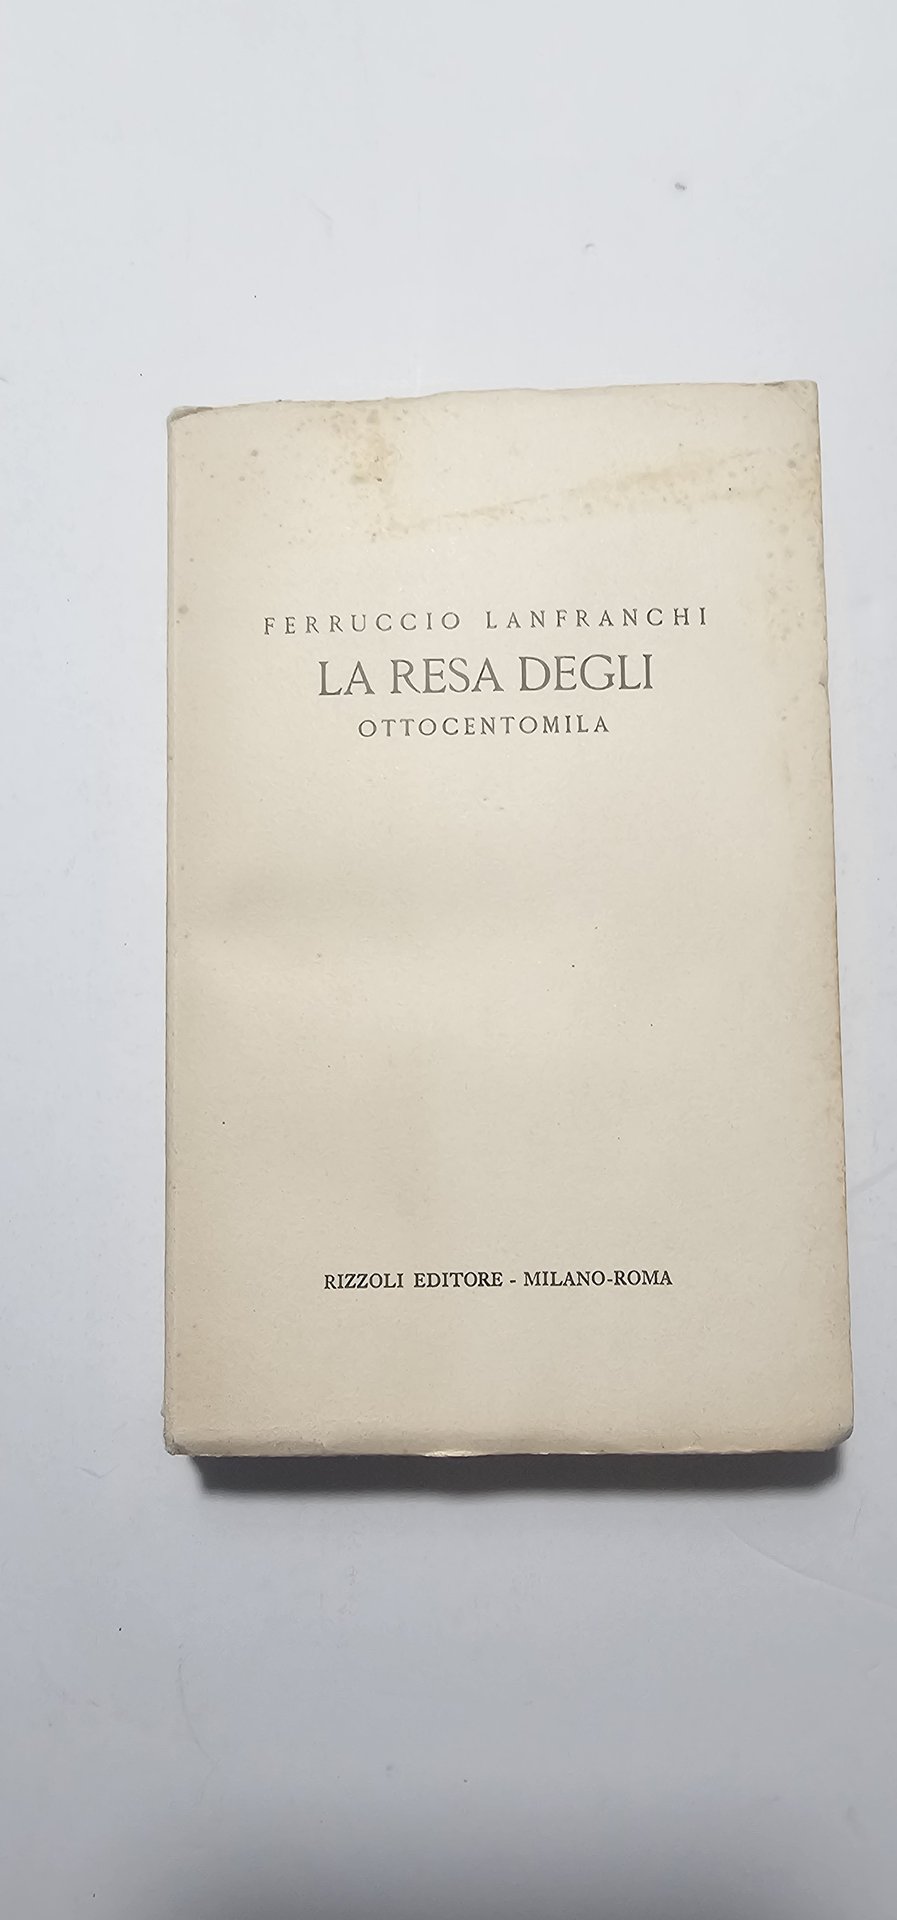 FERRUCCIO LANFRANCHI
LA RESA DEGLI
OTTOCENTOMILA
RIZZOLI EDITORE - MILANO-ROMA